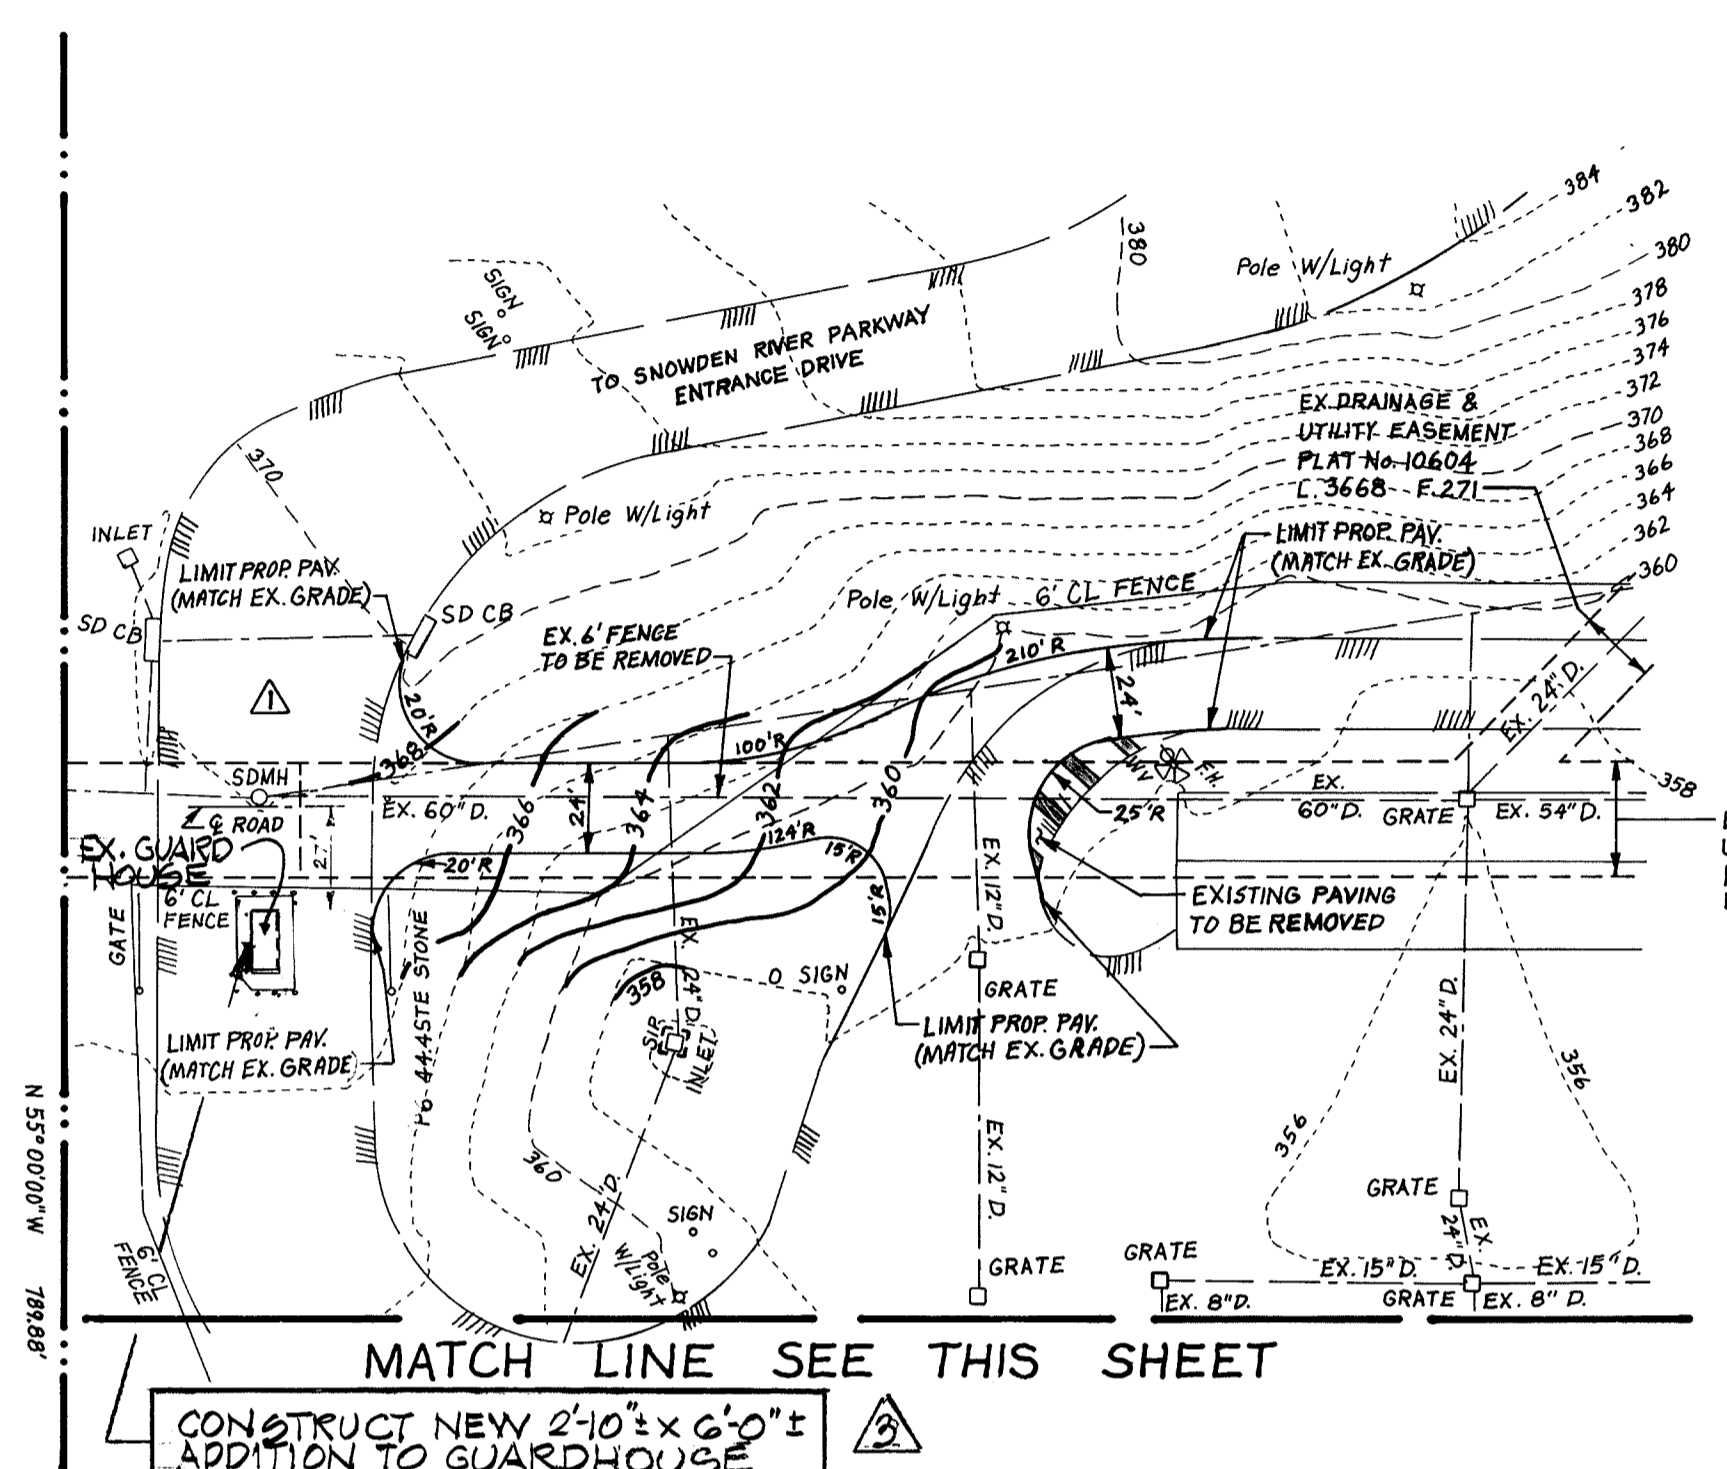 384
382
380
380
Pole W/Light
378
376
374
372
370
368
366
364
362
360
SIGN
SIGN
TO SNOWDEN RIVER PARKWAY
ENTRANCE DRIVE
EX. DRAINAGE &
UTILITY EASEMENT
PLAT No. 10604
L. 3668 F. 271
370
Pole W/Light
INLET
LIMIT PROP. PAV.
(MATCH EX. GRADE)
LIMIT PROP. PAV.
(MATCH EX. GRADE)
SD CB
SD CB
Pole W/Light
6' CL FENCE
EX. 6' FENCE
TO BE REMOVED
210' R
24'
1
20'R
100'R
368
EX. 24" D.
SDMH
WV
F.H.
358
EX. 60" D.
366
24'
364
362
360
25'R
EX.
60" D.
GRATE
EX. 54" D.
℄ ROAD
27'
EX. GUARD
HOUSE
20'R
124'R
15'R
15'R
EX. 12" D.
6' CL
FENCE
GATE
EXISTING PAVING
TO BE REMOVED
EX. 24" D.
358
O SIGN
GRATE
LIMIT PROP. PAV.
(MATCH EX. GRADE)
LIMIT PROP. PAV.
(MATCH EX. GRADE)
INLET
EX. 24" D.
356
356
N 55° 00' 00" W 789.88'
EX. 12" D.
360
EX. 24" D.
SIGN
Pole
W/Light
6' CL
FENCE
GRATE
GRATE
GRATE
EX.
24" D.
EX. 15" D.
EX. 15" D.
EX. 8" D.
GRATE
EX. 8" D.
MATCH LINE SEE THIS SHEET
CONSTRUCT NEW 2'-10"± X 6'-0"±
ADDITION TO GUARDHOUSE
3